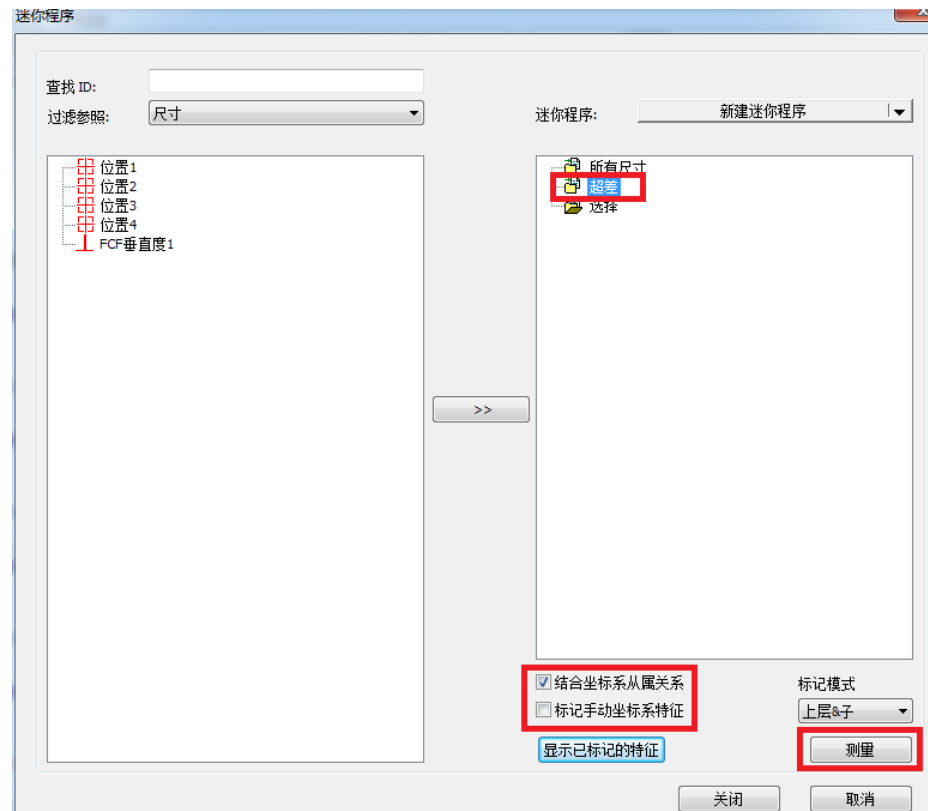 迷你程序
查找 ID:
过滤参照:
尺寸
迷你程序:
新建迷你程序
位置1
位置2
位置3
位置4
FCF垂直度1
所有尺寸
超差
选择
>>
结合坐标系从属关系
标记手动坐标系特征
标记模式
上层&子
显示已标记的特征
测量
关闭
取消